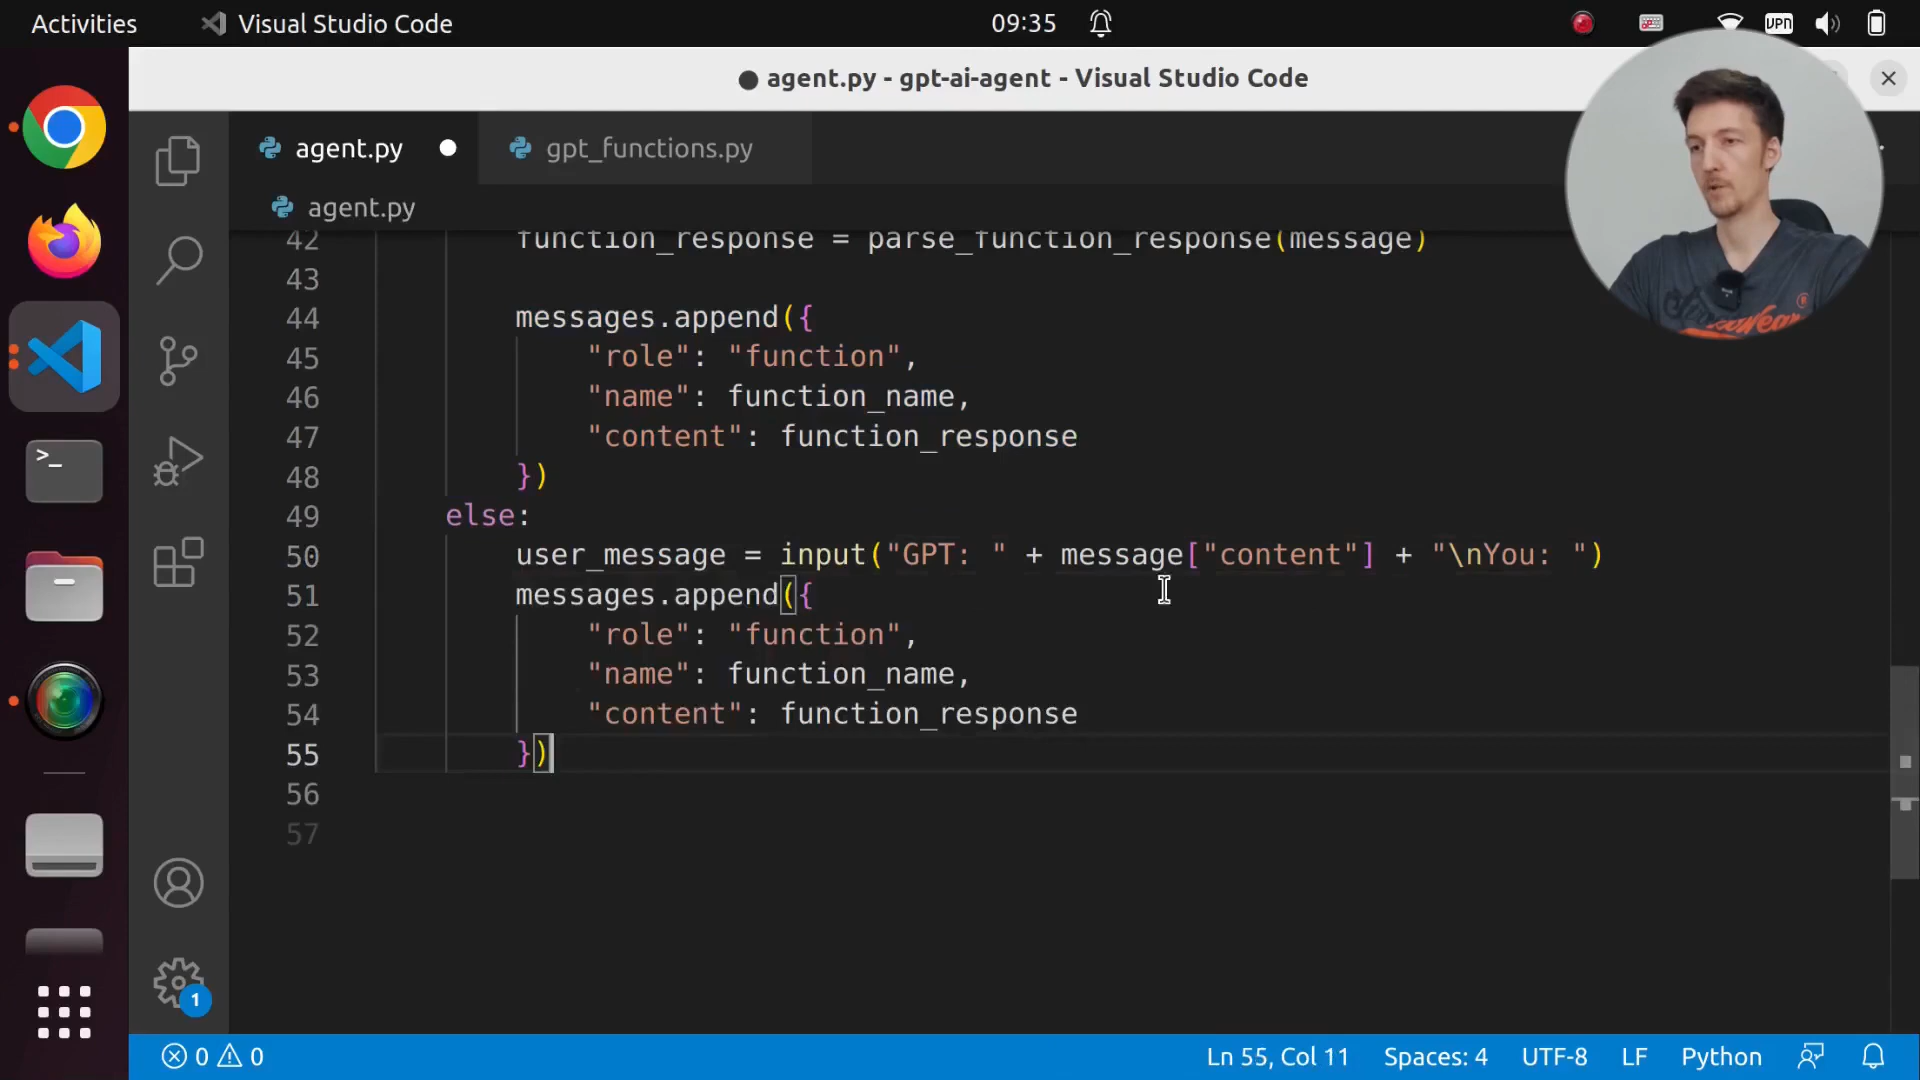 Activities
Visual Studio Code
09:35
VPN
agent.py - gpt-ai-agent - Visual Studio Code
agent.py
gpt_functions.py
agent.py
42 function_response = parse_function_response(message)
43
44 messages.append({
45 "role": "function",
46 "name": function_name,
47 "content": function_response
48 })
49 else:
50 user_message = input("GPT: " + message["content"] + "\nYou: ")
51 messages.append({
52 "role": "function",
53 "name": function_name,
54 "content": function_response
55 })
56
57
1
0 0
Ln 55, Col 11
Spaces: 4
UTF-8
LF
Python